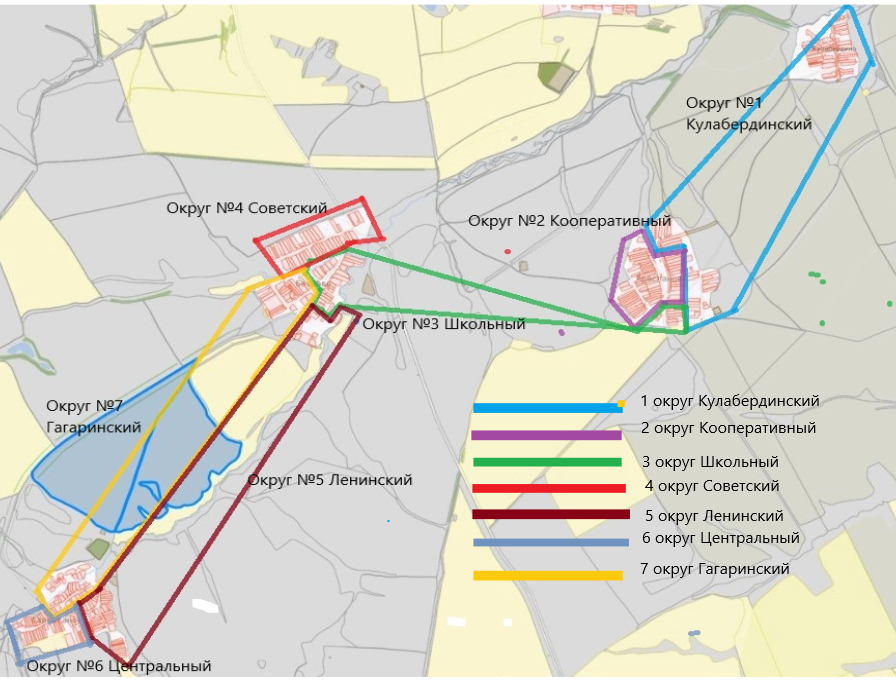 Округ №1
Кулабердинский
Округ №4 Советский
Округ №2 Кооперативный
Округ №3 Школьный
Округ №7
Гагаринский
1 округ Кулабердинский
2 округ Кооперативный
3 округ Школьный
Округ №5 Ленинский
4 округ Советский
5 округ Ленинский
6 округ Центральный
7 округ Гагаринский
Округ №6 Центральный